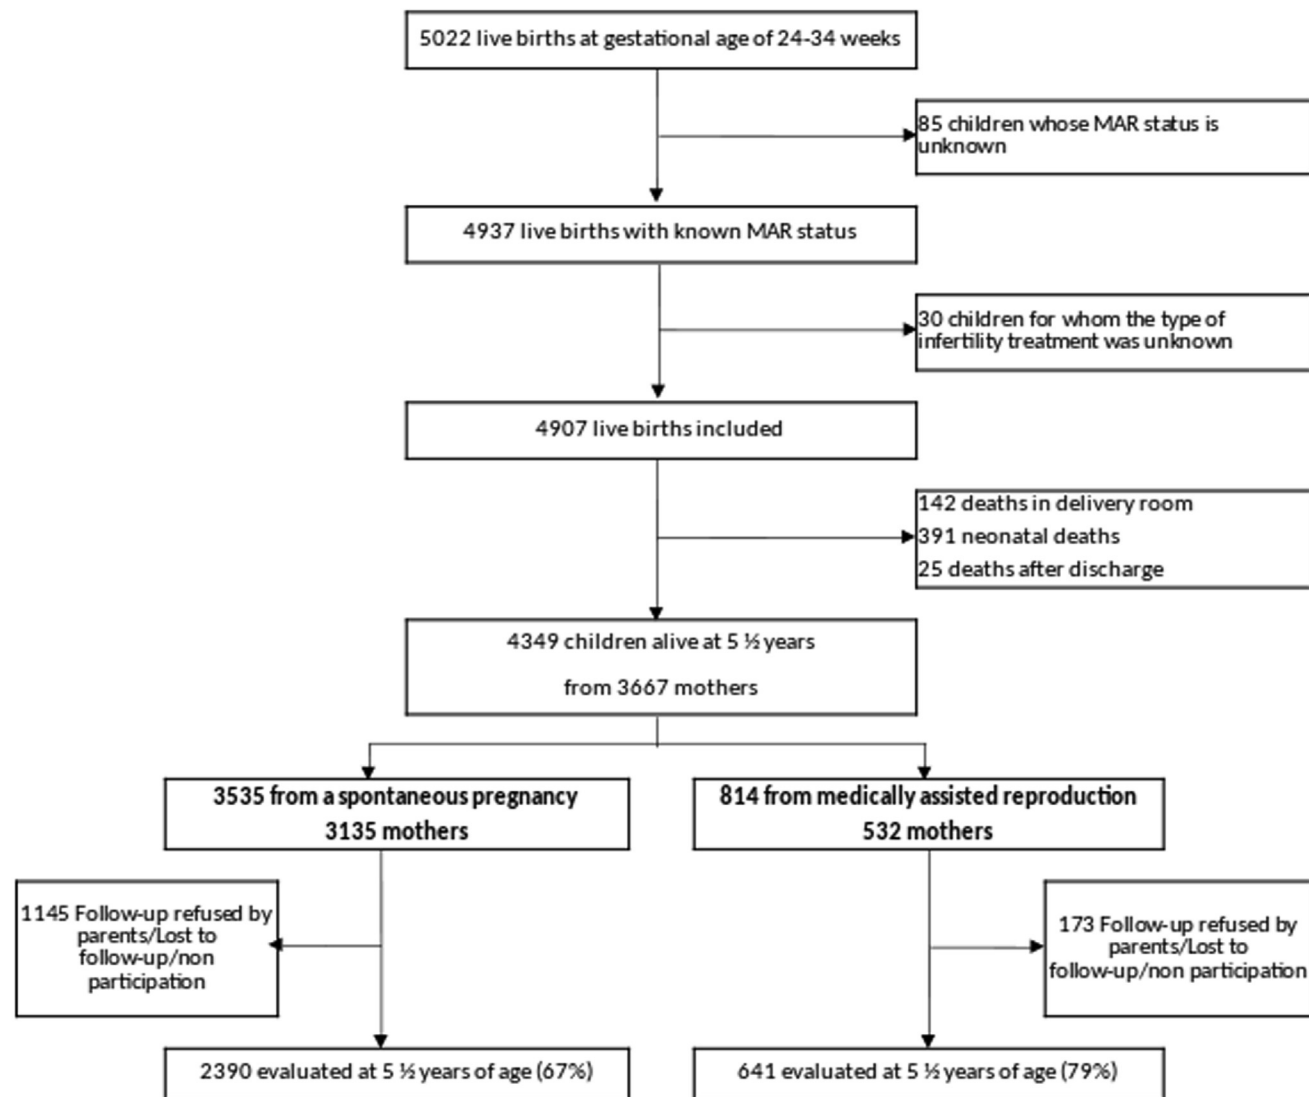 5022 live births at gestational age of 24-34 weeks
85 children whose MAR status is
unknown
4937 live births with known MAR status
30 children for whom the type of
infertility treatment was unknown
4907 live births included
142 deaths in delivery room
391 neonatal deaths
25 deaths after discharge
4349 children alive at 5 ½ years
from 3667 mothers
3535 from a spontaneous pregnancy
3135 mothers
814 from medically assisted reproduction
532 mothers
1145 Follow-up refused by
parents/Lost to
follow-up/non
participation
173 Follow-up refused by
parents/Lost to
follow-up/non participation
2390 evaluated at 5 ½ years of age (67%)
641 evaluated at 5 ½ years of age (79%)